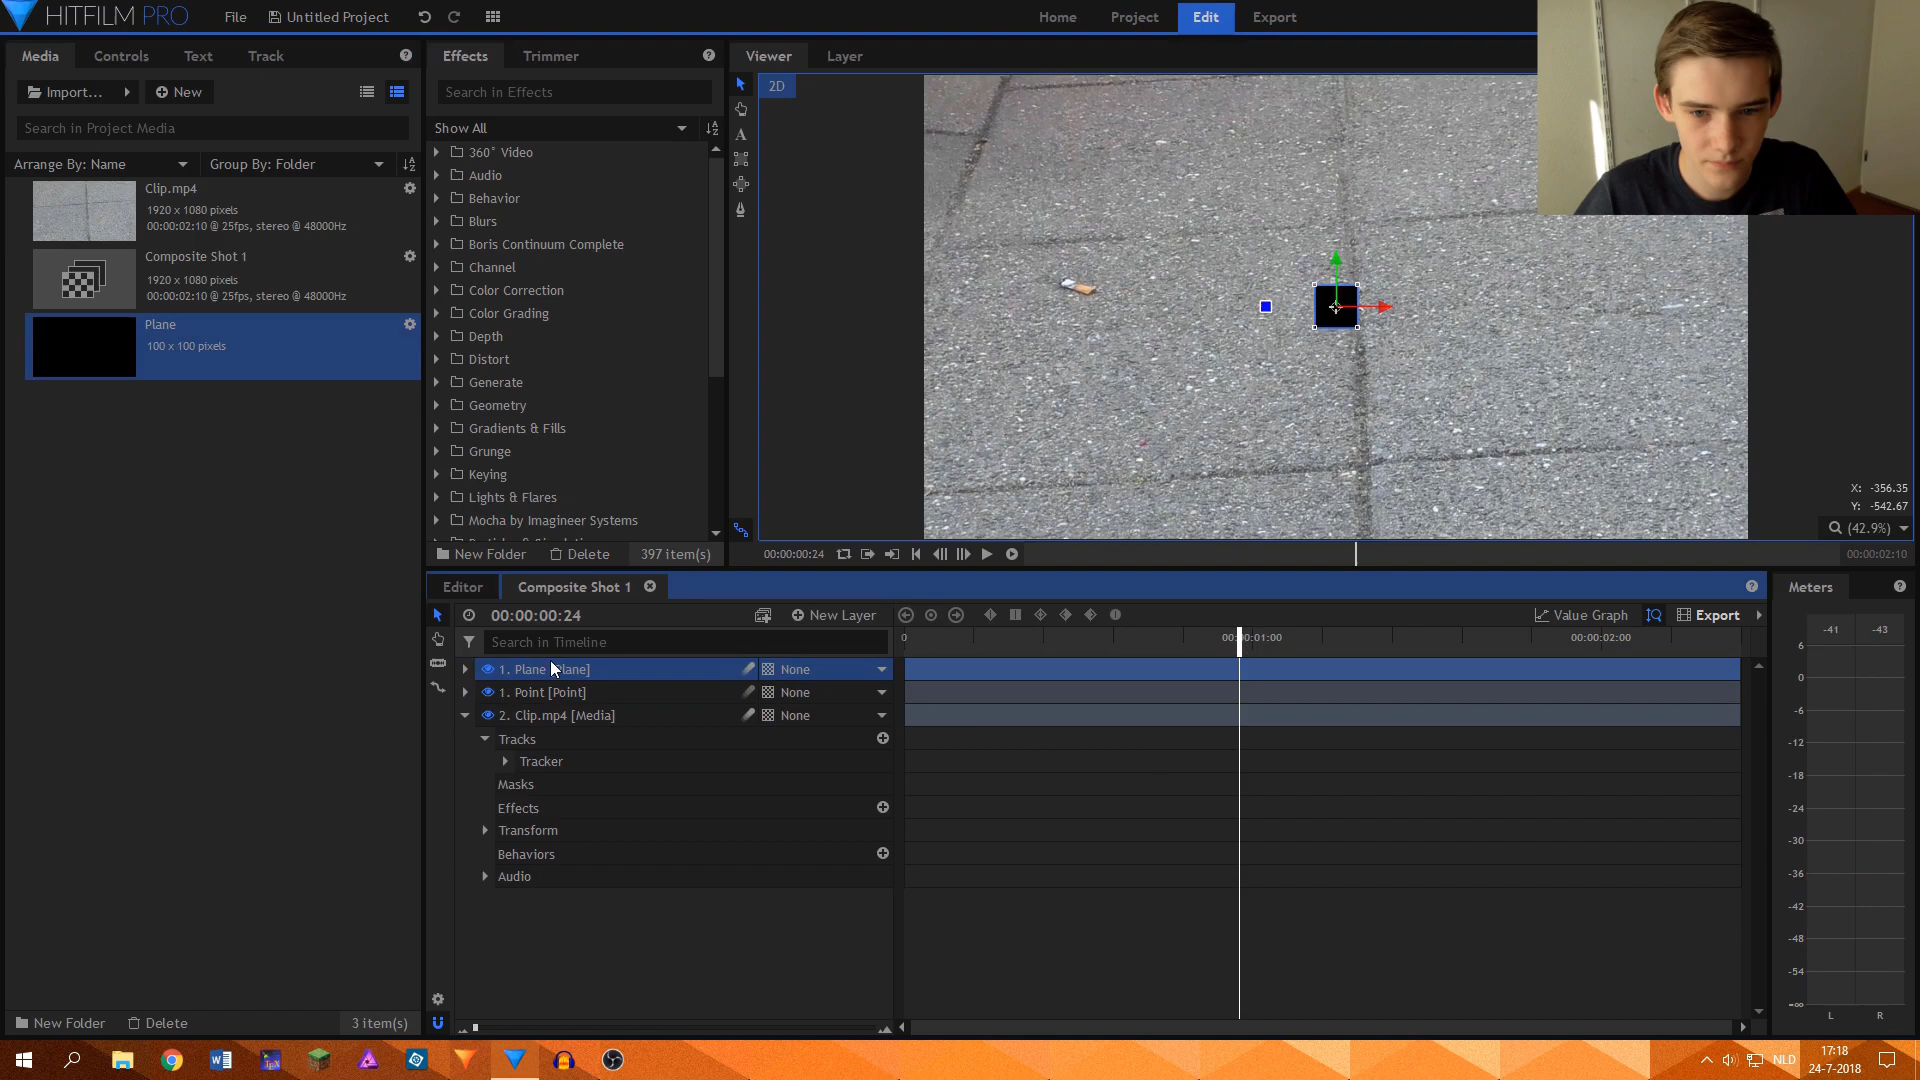 HITFILM PRO File Untitled Project Home Project Edit Export
Media Controls Text Track
Import... New
Search in Project Media
Arrange By: Name Group By: Folder
Clip.mp4
1920 x 1080 pixels
00:00:02:10 @ 25fps, stereo @ 48000Hz
Composite Shot 1
1920 x 1080 pixels
00:00:02:10 @ 25fps, stereo @ 48000Hz
Plane
100 x 100 pixels
New Folder Delete 3 item(s)
Effects Trimmer
Search in Effects
Show All
360° Video
Audio
Behavior
Blurs
Boris Continuum Complete
Channel
Color Correction
Color Grading
Depth
Distort
Generate
Geometry
Gradients & Fills
Grunge
Keying
Lights & Flares
Mocha by Imagineer Systems
New Folder Delete 397 item(s)
Viewer Layer
2D
X: -356.35
Y: -542.67
(42.9%)
00:00:00:24 00:00:02:10
Editor Composite Shot 1
00:00:00:24 New Layer Value Graph Export
Search in Timeline 0 00:00:01:00 00:00:02:00
1. Plane [Plane] None
1. Point [Point] None
2. Clip.mp4 [Media] None
Tracks
Tracker
Masks
Effects
Transform
Behaviors
Audio
Meters
-41 -43
6
0
-6
-12
-18
-24
-30
-36
-42
-48
-54
-∞
L R
NLD 17:18
24-7-2018